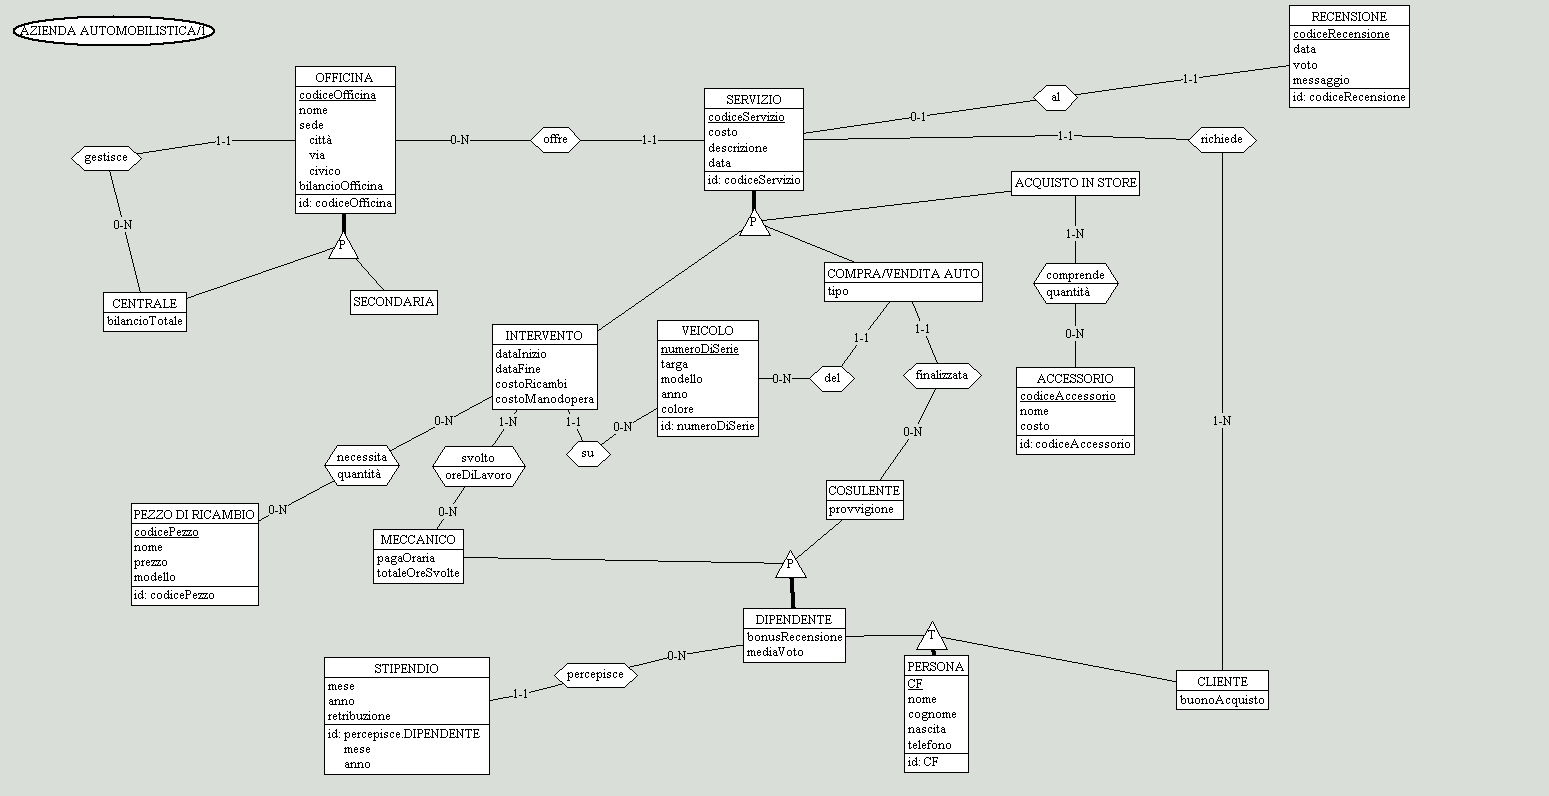 AZIENDA AUTOMOBILISTICA/1
RECENSIONE
codiceRecensione
data
voto
messaggio
id: codiceRecensione
1-1
al
0-1
OFFICINA
codiceOfficina
nome
sede
città
via
civico
bilancioOfficina
id: codiceOfficina
SERVIZIO
codiceServizio
costo
descrizione
data
id: codiceServizio
gestisce
1-1
0-N
offre
1-1
1-1
richiede
0-N
P
CENTRALE
bilancioTotale
SECONDARIA
P
ACQUISTO IN STORE
1-N
comprende
quantità
0-N
ACCESSORIO
codiceAccessorio
nome
costo
id: codiceAccessorio
1-N
COMPRA/VENDITA AUTO
tipo
1-1
1-1
del
finalizzata
0-N
0-N
INTERVENTO
dataInizio
dataFine
costoRicambi
costoManodopera
VEICOLO
numeroDiSerie
targa
modello
anno
colore
id: numeroDiSerie
0-N
1-N
1-1
0-N
necessita
quantità
svolto
oreDiLavoro
su
0-N
0-N
PEZZO DI RICAMBIO
codicePezzo
nome
prezzo
modello
id: codicePezzo
MECCANICO
pagaOraria
totaleOreSvolte
COSULENTE
provvigione
P
DIPENDENTE
bonusRecensione
mediaVoto
T
PERSONA
CF
nome
cognome
nascita
telefono
id: CF
CLIENTE
buonoAcquisto
0-N
percepisce
1-1
STIPENDIO
mese
anno
retribuzione
id: percepisce.DIPENDENTE
mese
anno